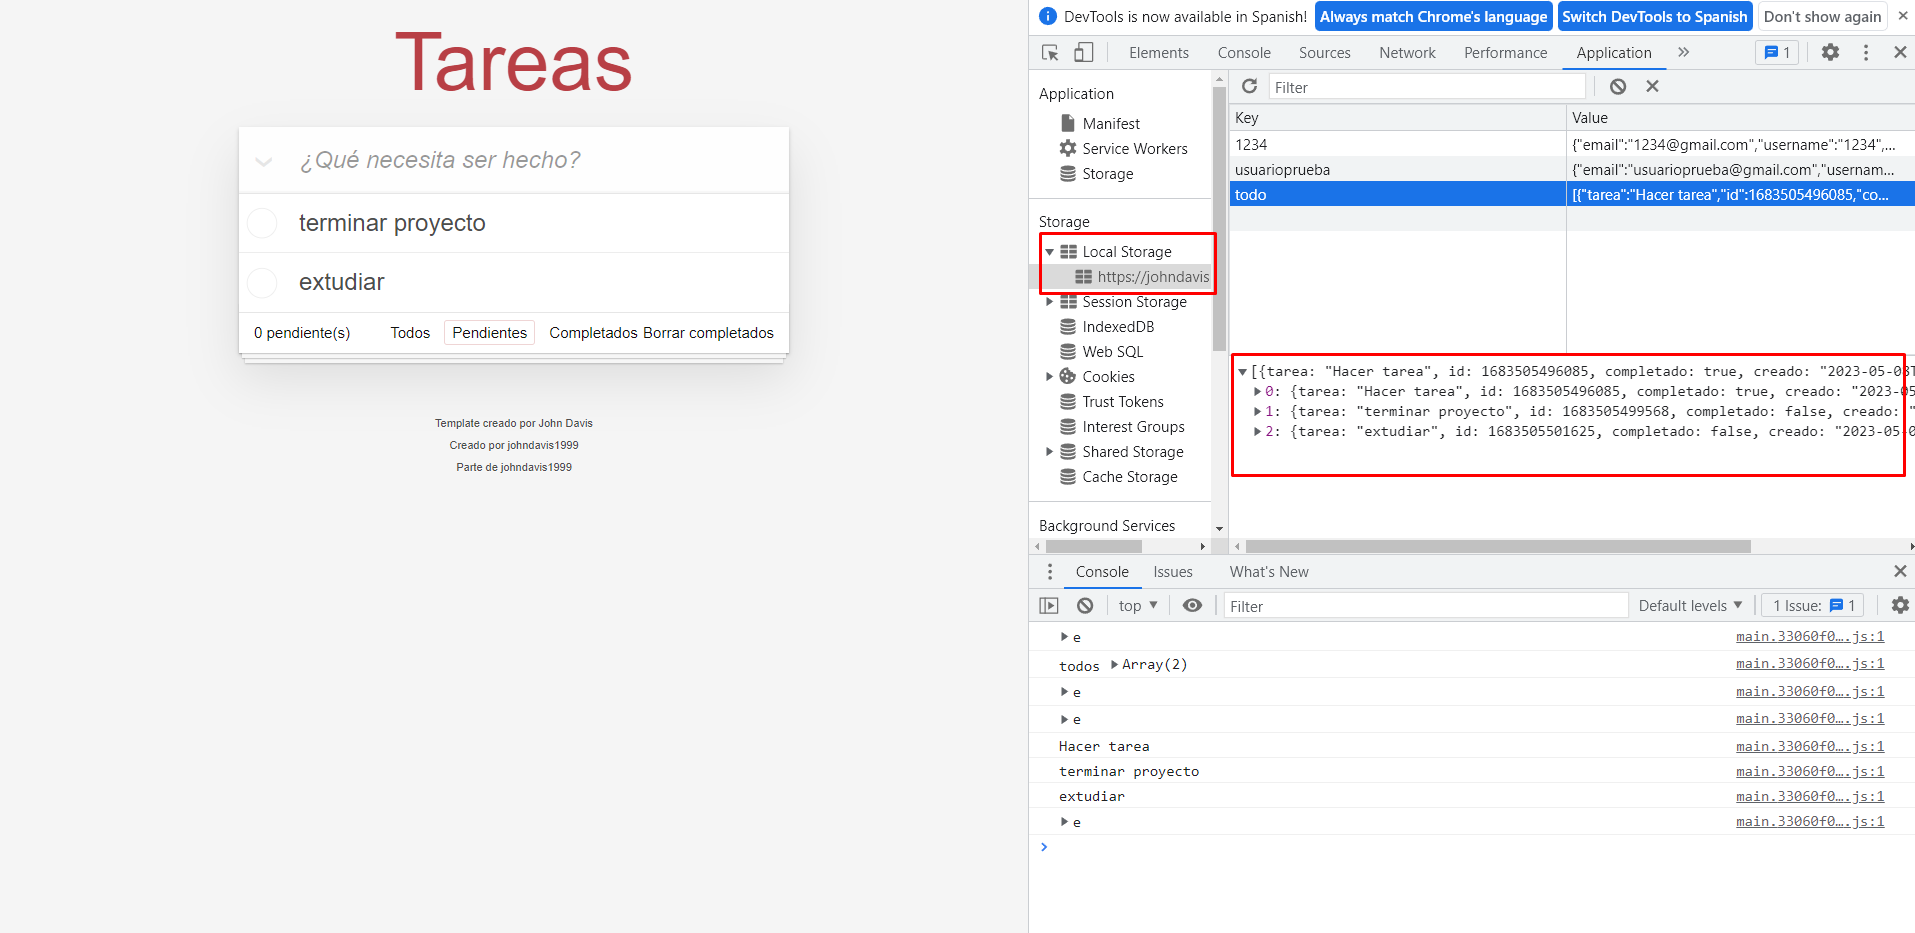 Tareas
¿Qué necesita ser hecho?
terminar proyecto
extudiar
0 pendiente(s) Todos Pendientes Completados Borrar completados
Template creado por John Davis
Creado por johndavis1999
Parte de johndavis1999
DevTools is now available in Spanish! Always match Chrome's language Switch DevTools to Spanish Don't show again
Elements Console Sources Network Performance Application 1
Application
Manifest
Service Workers
Storage
Storage
Local Storage
https://johndavis
Session Storage
IndexedDB
Web SQL
Cookies
Trust Tokens
Interest Groups
Shared Storage
Cache Storage
Background Services
Filter
Key Value
1234 {"email":"1234@gmail.com","username":"1234",...
usuarioprueba {"email":"usuarioprueba@gmail.com","usernam...
todo [{"tarea":"Hacer tarea","id":1683505496085,"co...
[{tarea: "Hacer tarea", id: 1683505496085, completado: true, creado: "2023-05-08T
0: {tarea: "Hacer tarea", id: 1683505496085, completado: true, creado: "2023-05
1: {tarea: "terminar proyecto", id: 1683505499568, completado: false, creado: "
2: {tarea: "extudiar", id: 1683505501625, completado: false, creado: "2023-05-0
Console Issues What's New
top Filter Default levels 1 Issue: 1
e main.33060f0….js:1
todos Array(2) main.33060f0….js:1
e main.33060f0….js:1
e main.33060f0….js:1
Hacer tarea main.33060f0….js:1
terminar proyecto main.33060f0….js:1
extudiar main.33060f0….js:1
e main.33060f0….js:1